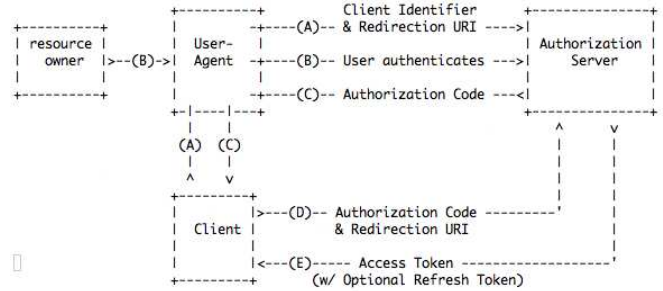 Client Identifier
(A)-- & Redirection URI
resource owner
(B)
User-Agent
(B)-- User authenticates
Authorization Server
(C)-- Authorization Code
(A) (C)
Client
(D)-- Authorization Code
& Redirection URI
(E)----- Access Token
(w/ Optional Refresh Token)